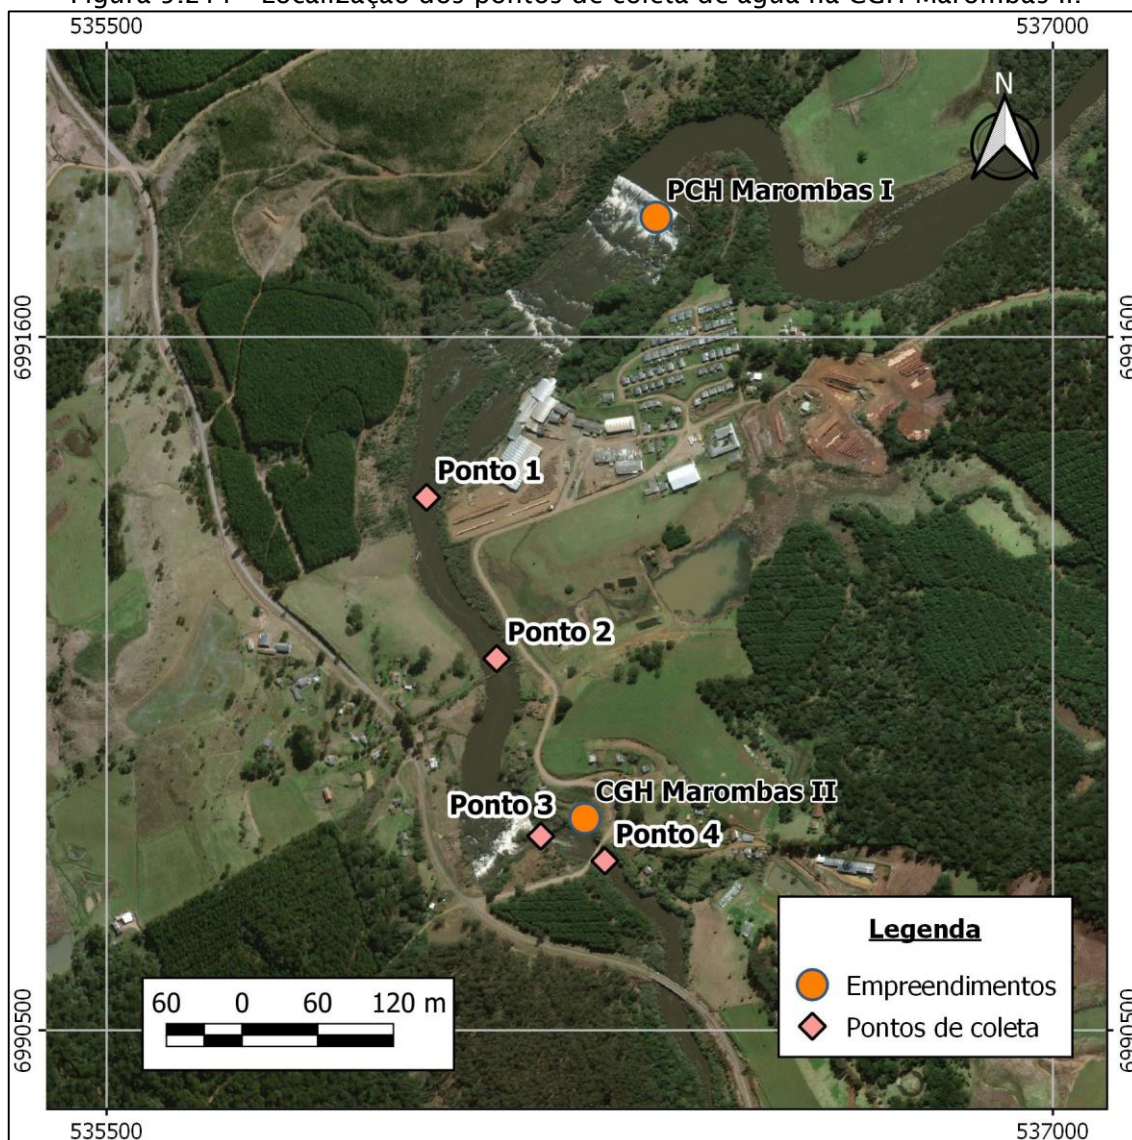 Figura 5.211 – Localização dos pontos de coleta de água na CGH Marombas II.
535500 537000
N
PCH Marombas I
6991600 6991600
Ponto 1
Ponto 2
CGH Marombas II
Ponto 3
Ponto 4
Legenda
Empreendimentos
Pontos de coleta
60 0 60 120 m
6990500 6990500
535500 537000